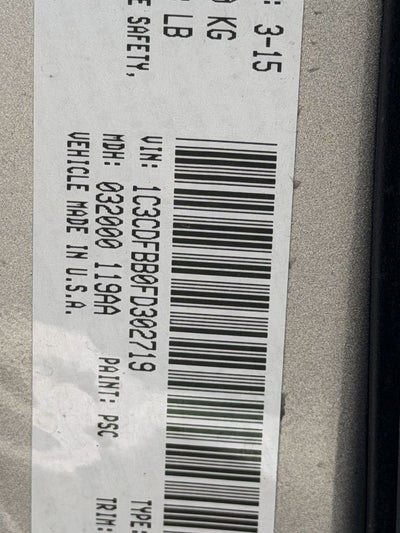 : 3-15
KG
LB
E SAFETY,
VIN: 1C3CDFBB0FD302719
TYPE:
MDH: 032000 119AA
PAINT: PSC
TRIM:
VEHICLE MADE IN U.S.A.